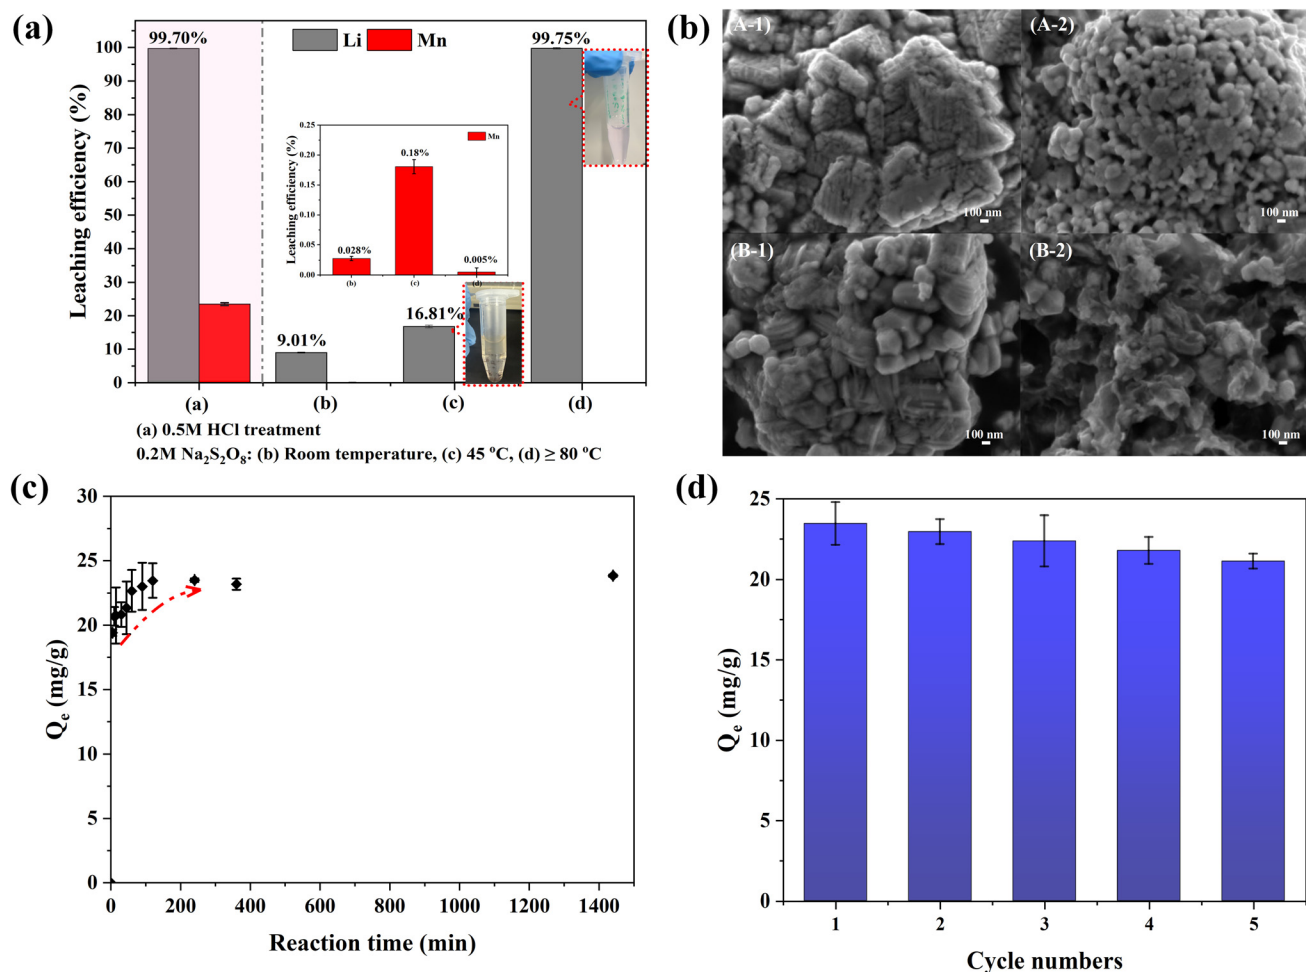 (a)
Li
Mn
99.70%
99.75%
9.01%
16.81%
Leaching efficiency (%)
100
90
80
70
60
50
40
30
20
10
0
(a)
(b)
(c)
(d)
Mn
Leaching efficiency (%)
0.25
0.20
0.15
0.10
0.05
0.00
0.028%
0.18%
0.005%
(b)
(c)
(d)
(a) 0.5M HCl treatment
0.2M Na₂S₂O₈: (b) Room temperature, (c) 45 °C, (d) ≥ 80 °C
(b)
(A-1)
100 nm
(A-2)
100 nm
(B-1)
100 nm
(B-2)
100 nm
(c)
Qₑ (mg/g)
30
25
20
15
10
5
0
0 200 400 600 800 1000 1200 1400
Reaction time (min)
(d)
Qₑ (mg/g)
25
20
15
10
5
0
1 2 3 4 5
Cycle numbers